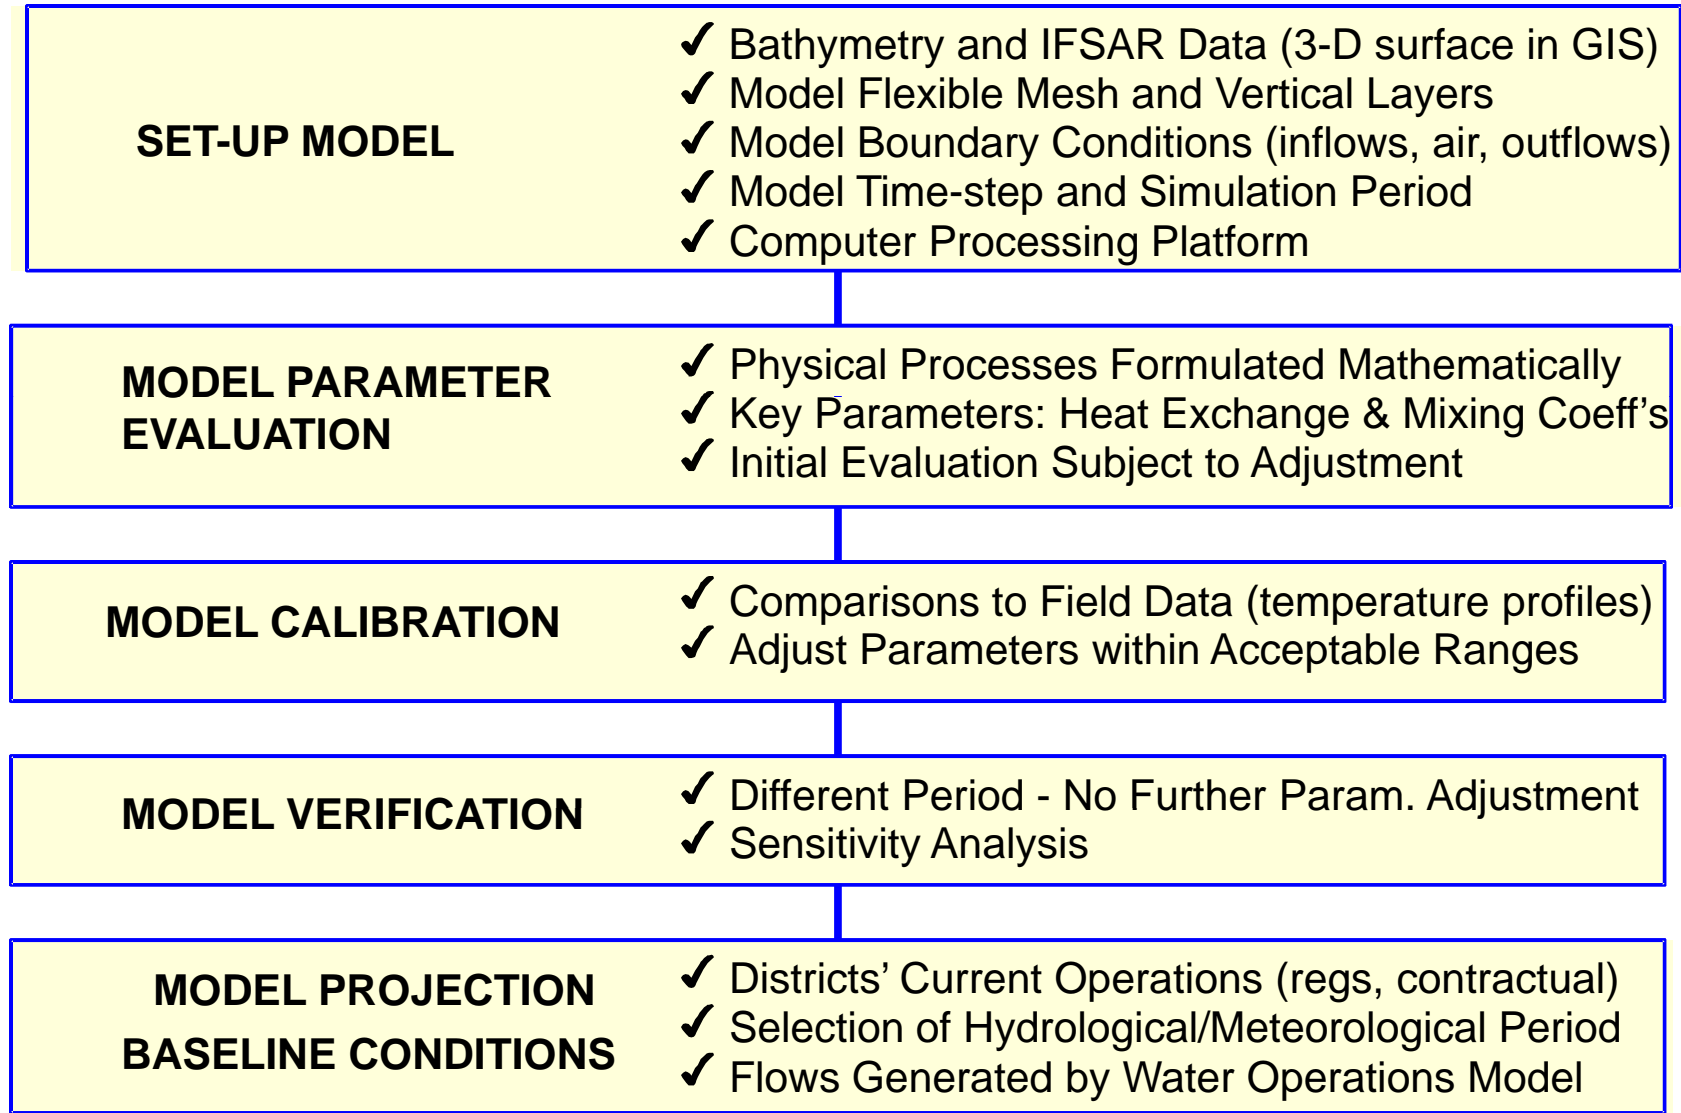 SET-UP MODEL
✓ Bathymetry and IFSAR Data (3-D surface in GIS)
✓ Model Flexible Mesh and Vertical Layers
✓ Model Boundary Conditions (inflows, air, outflows)
✓ Model Time-step and Simulation Period
✓ Computer Processing Platform
MODEL PARAMETER
EVALUATION
✓ Physical Processes Formulated Mathematically
✓ Key Parameters: Heat Exchange & Mixing Coeff's
✓ Initial Evaluation Subject to Adjustment
MODEL CALIBRATION
✓ Comparisons to Field Data (temperature profiles)
✓ Adjust Parameters within Acceptable Ranges
MODEL VERIFICATION
✓ Different Period - No Further Param. Adjustment
✓ Sensitivity Analysis
MODEL PROJECTION
BASELINE CONDITIONS
✓ Districts' Current Operations (regs, contractual)
✓ Selection of Hydrological/Meteorological Period
✓ Flows Generated by Water Operations Model